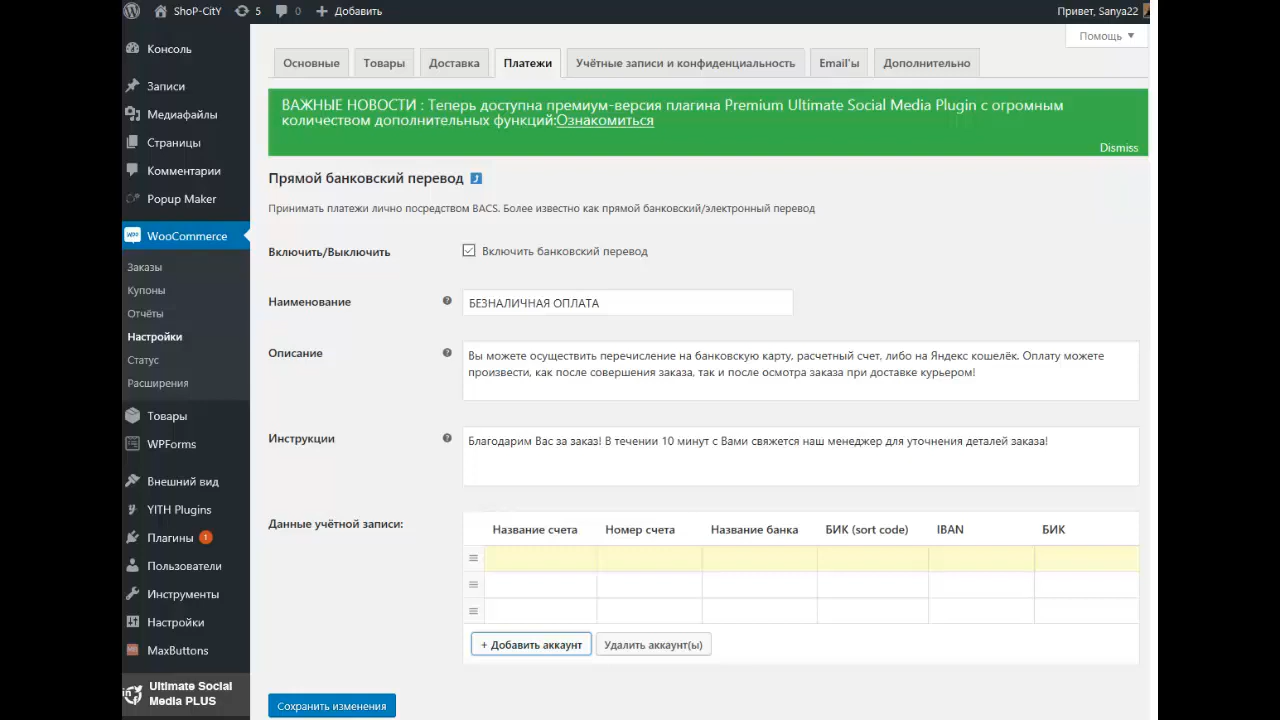 ShoP-CitY
5
0
Добавить
Привет, Sanya22
Помощь
Консоль
Записи
Медиафайлы
Страницы
Комментарии
Popup Maker
WooCommerce
Заказы
Купоны
Отчёты
Настройки
Статус
Расширения
Товары
WPForms
Внешний вид
YITH Plugins
Плагины 1
Пользователи
Инструменты
Настройки
MaxButtons
Ultimate Social
Media PLUS
Основные
Товары
Доставка
Платежи
Учётные записи и конфиденциальность
Email'ы
Дополнительно
ВАЖНЫЕ НОВОСТИ : Теперь доступна премиум-версия плагина Premium Ultimate Social Media Plugin с огромным
количеством дополнительных функций:Ознакомиться
Dismiss
Прямой банковский перевод
Принимать платежи лично посредством BACS. Более известно как прямой банковский/электронный перевод
Включить/Выключить
Включить банковский перевод
Наименование
БЕЗНАЛИЧНАЯ ОПЛАТА
Описание
Вы можете осуществить перечисление на банковскую карту, расчетный счет, либо на Яндекс кошелёк. Оплату можете
произвести, как после совершения заказа, так и после осмотра заказа при доставке курьером!
Инструкции
Благодарим Вас за заказ! В течении 10 минут с Вами свяжется наш менеджер для уточнения деталей заказа!
Данные учётной записи:
Название счета
Номер счета
Название банка
БИК (sort code)
IBAN
БИК
+ Добавить аккаунт
Удалить аккаунт(ы)
Сохранить изменения